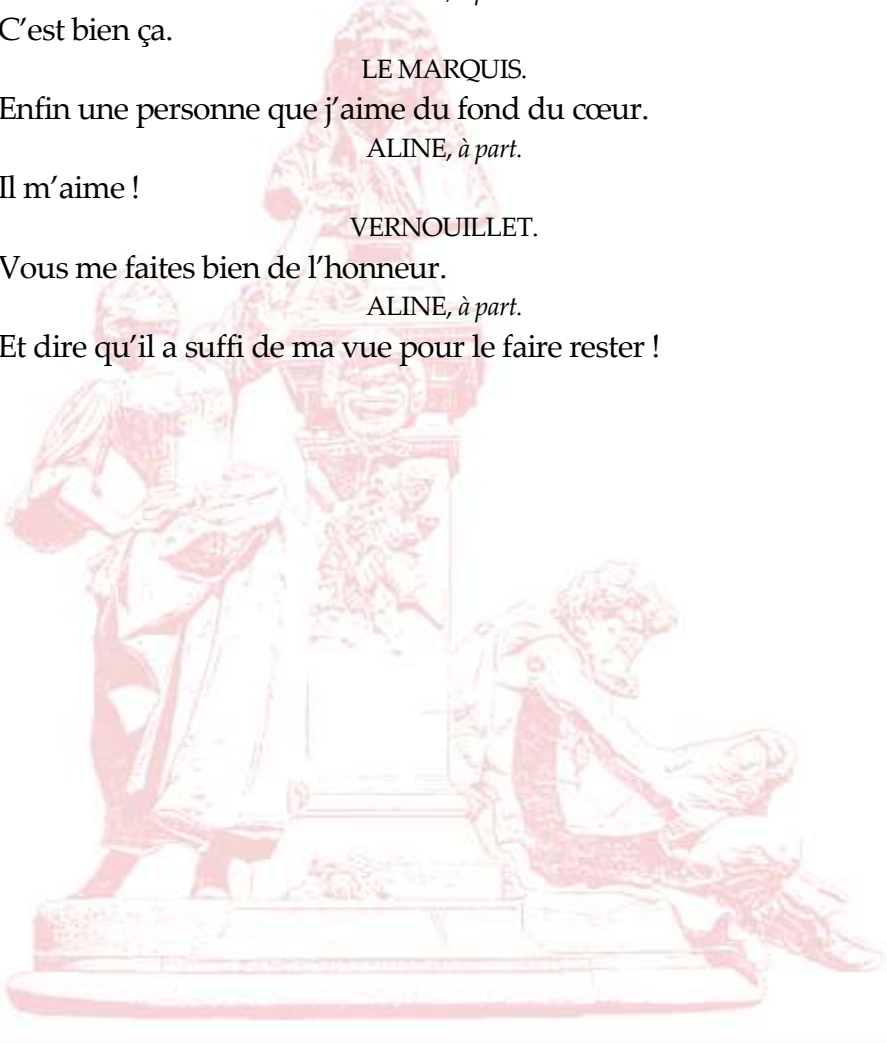 C’est bien ça.
LE MARQUIS.
Enfin une personne que j’aime du fond du cœur.
ALINE, à part.
Il m’aime !
VERNOUILLET.
Vous me faites bien de l’honneur.
ALINE, à part.
Et dire qu’il a suffi de ma vue pour le faire rester !